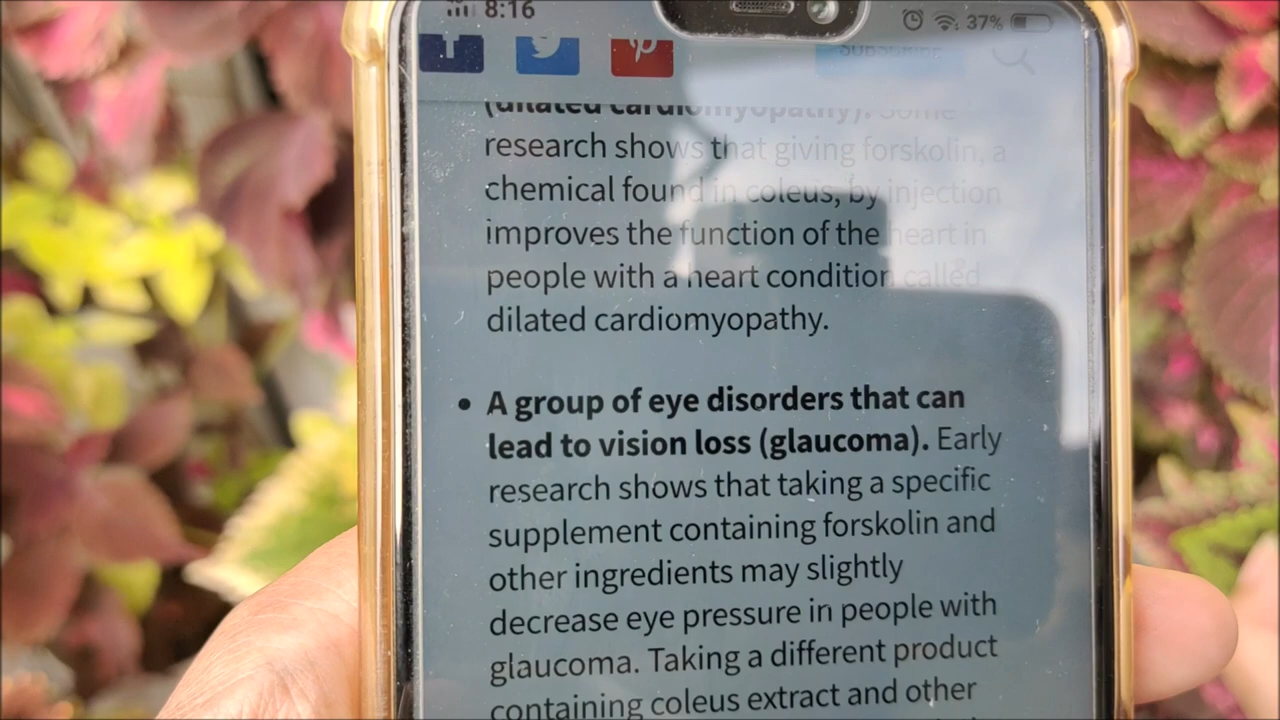 8:16
37%
SUBSCRIBE
(dilated cardiomyopathy). Some
research shows that giving forskolin, a
chemical found in coleus, by injection
improves the function of the heart in
people with a heart condition called
dilated cardiomyopathy.
• A group of eye disorders that can
lead to vision loss (glaucoma). Early
research shows that taking a specific
supplement containing forskolin and
other ingredients may slightly
decrease eye pressure in people with
glaucoma. Taking a different product
containing coleus extract and other